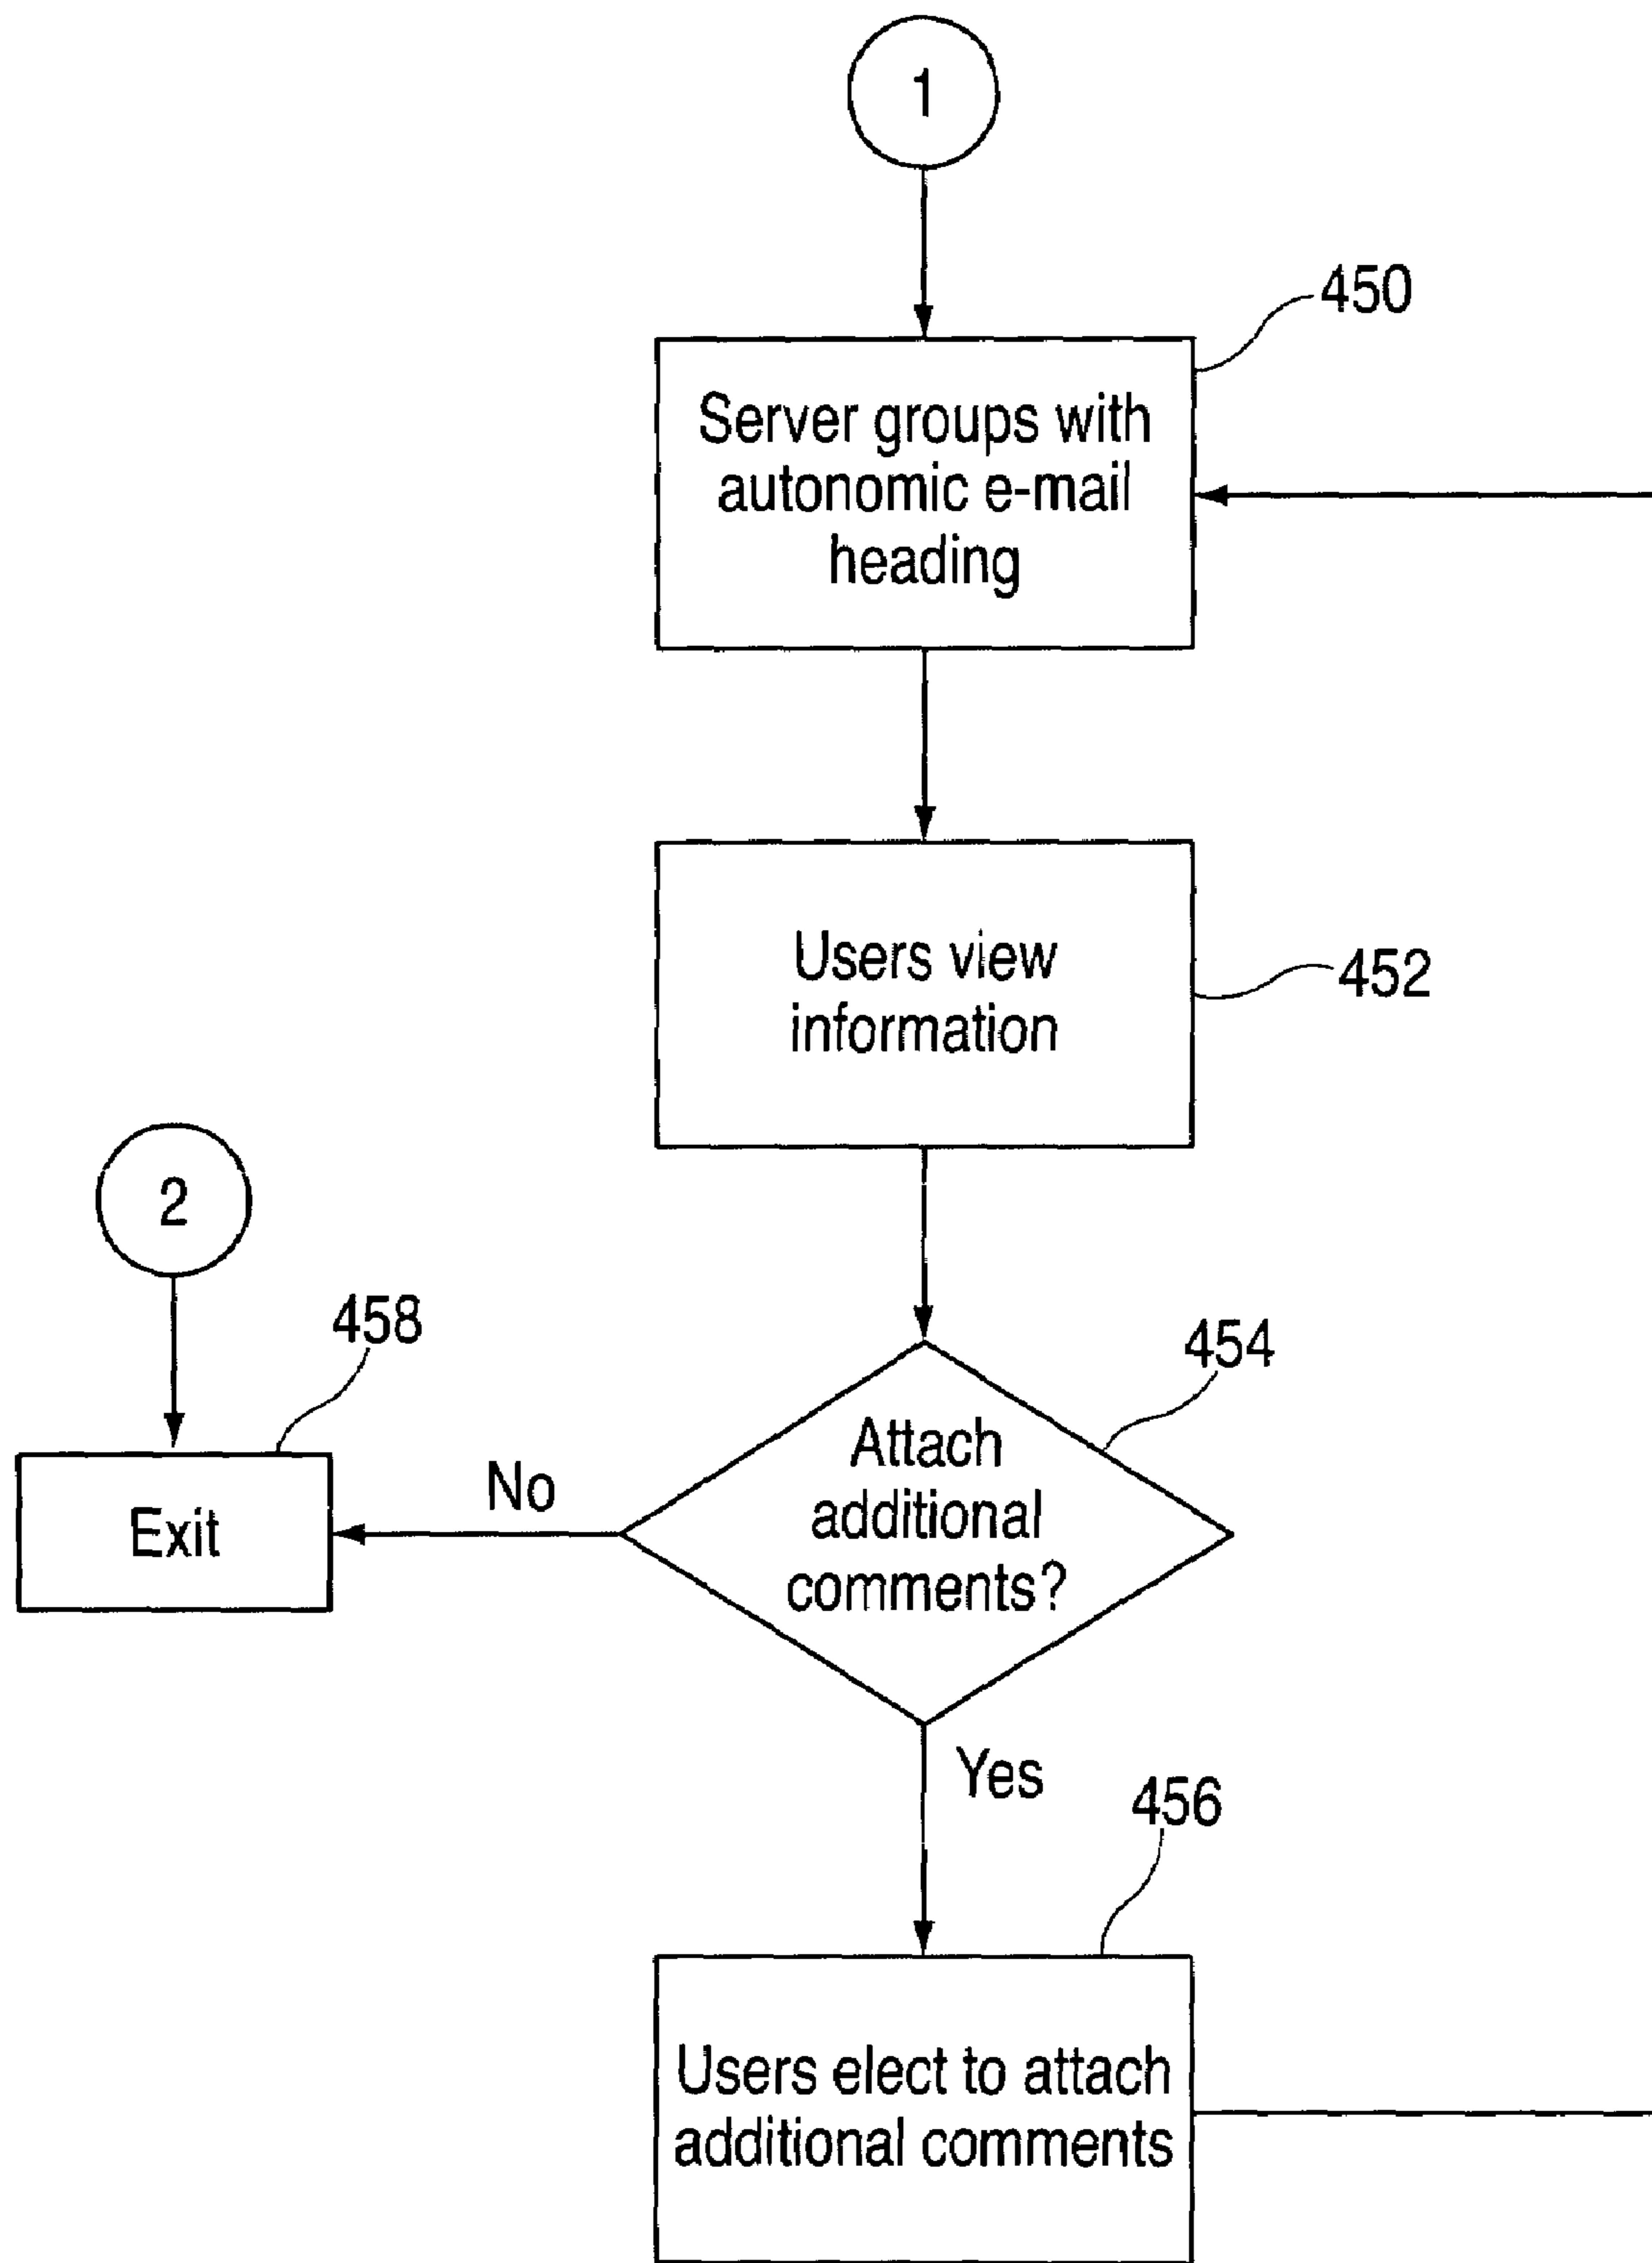 1
450
Server groups with
autonomic e-mail
heading
Users view
information
452
2
458
454
Attach
additional
comments?
No
Exit
Yes
456
Users elect to attach
additional comments